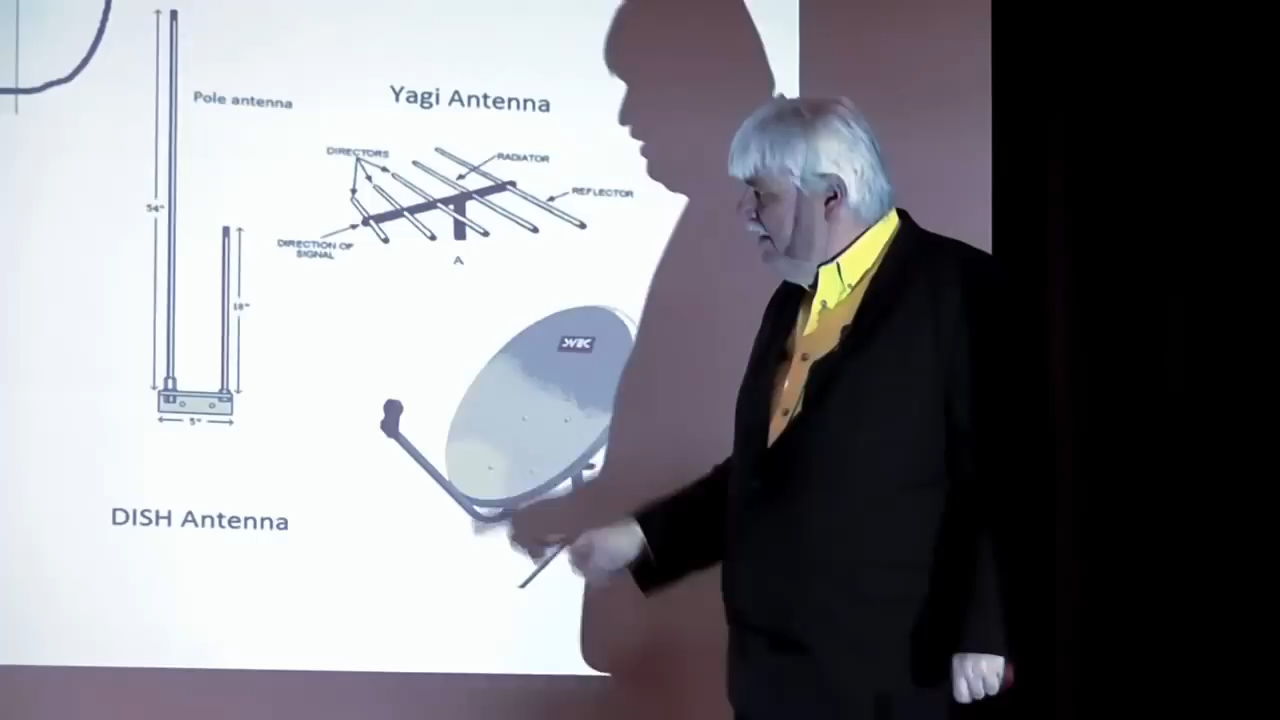 Pole antenna
Yagi Antenna
DIRECTORS
RADIATOR
REFLECTOR
DIRECTION OF
SIGNAL
A
54"
18"
5"
DISH Antenna